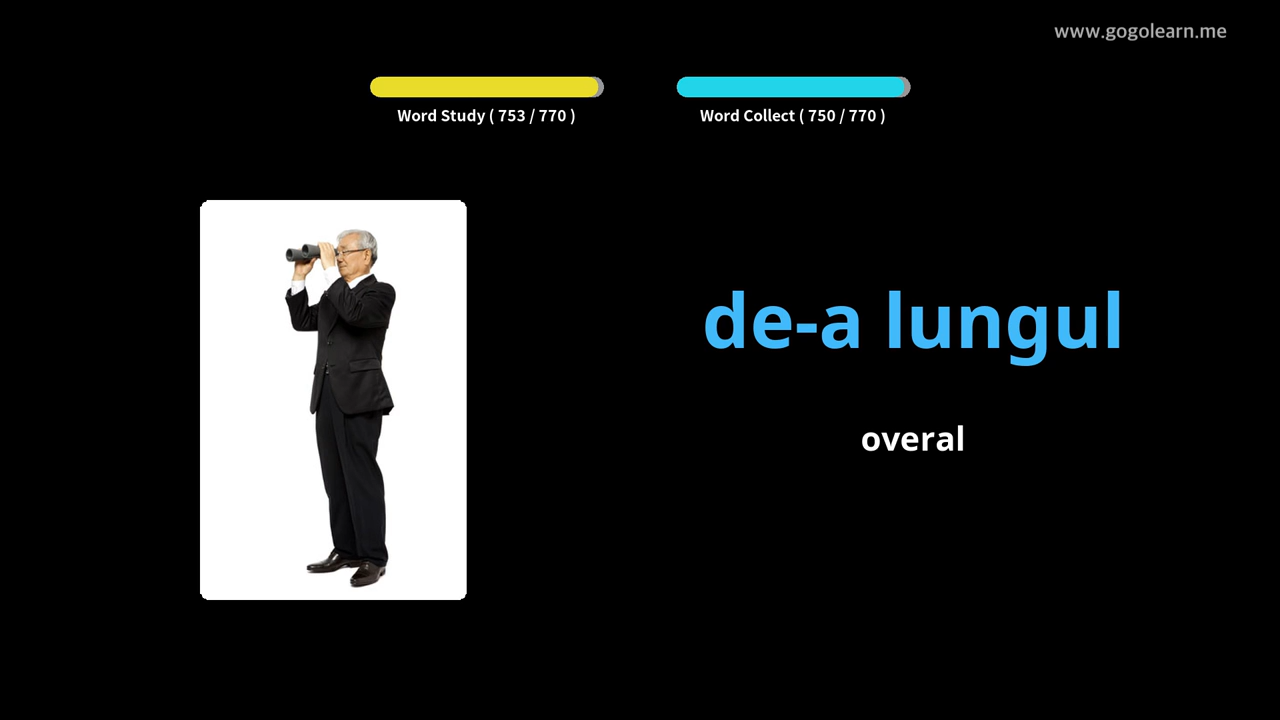 www.gogolearn.me
Word Study ( 753 / 770 )
Word Collect ( 750 / 770 )
de-a lungul
overal